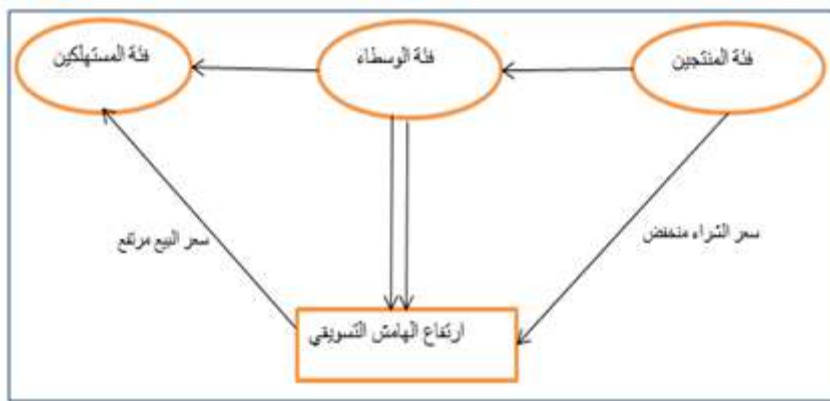 فئة المنتجين
فئة الوسطاء
فئة المستهلكين
سعر الشراء منخفض
سعر البيع مرتفع
ارتفاع الهامش التسويقي